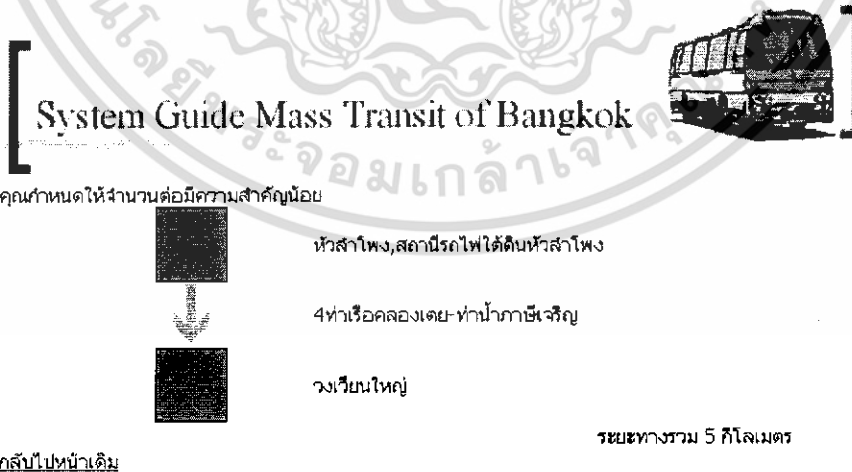 System Guide Mass Transit of Bangkok
คุณกำหนดให้จำนวนต่อมีความสำคัญน้อย
หัวลำโพง,สถานีรถไฟใต้ดินหัวลำโพง
4ท่าเรือคลองเตย-ท่าน้ำภาษีเจริญ
วงเวียนใหญ่
ระยะทางรวม 5 กิโลเมตร
กลับไปหน้าเดิม